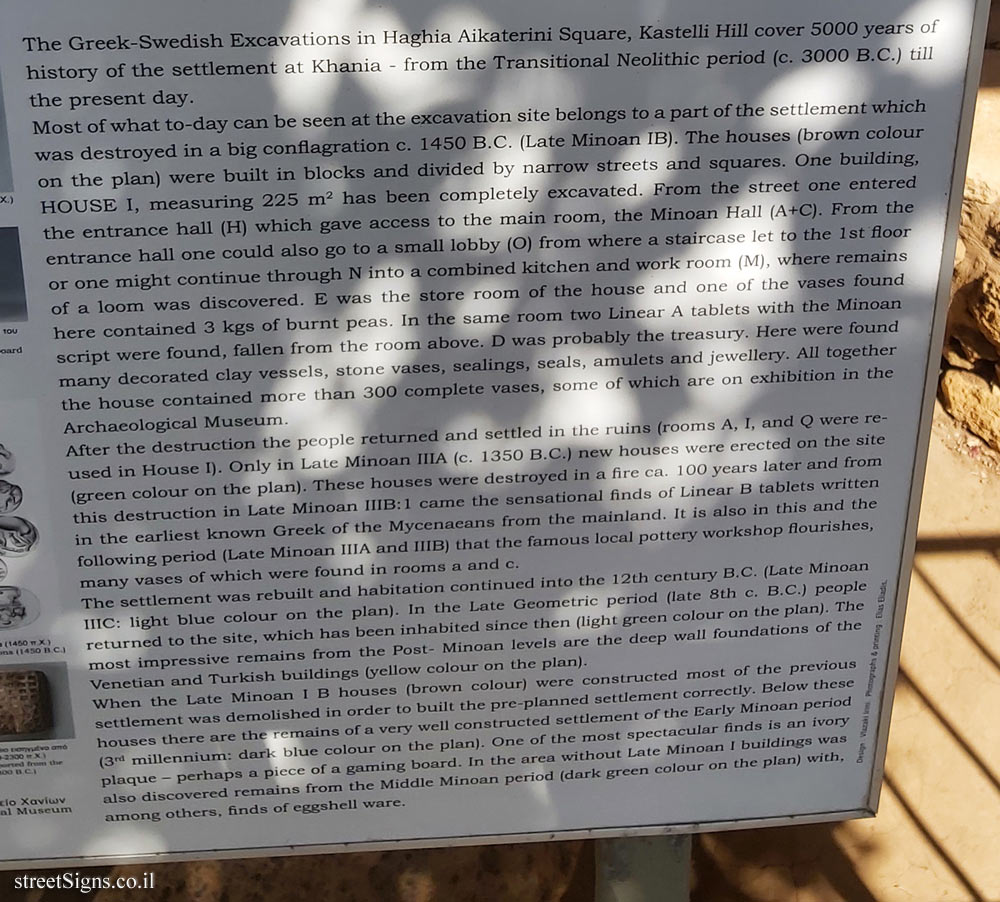 The Greek-Swedish Excavations in Haghia Aikaterini Square, Kastelli Hill cover 5000 years of
history of the settlement at Khania - from the Transitional Neolithic period (c. 3000 B.C.) till
the present day.
Most of what to-day can be seen at the excavation site belongs to a part of the settlement which
was destroyed in a big conflagration c. 1450 B.C. (Late Minoan IB). The houses (brown colour
on the plan) were built in blocks and divided by narrow streets and squares. One building,
HOUSE I, measuring 225 m² has been completely excavated. From the street one entered
the entrance hall (H) which gave access to the main room, the Minoan Hall (A+C). From the
entrance hall one could also go to a small lobby (O) from where a staircase let to the 1st floor
or one might continue through N into a combined kitchen and work room (M), where remains
of a loom was discovered. E was the store room of the house and one of the vases found
here contained 3 kgs of burnt peas. In the same room two Linear A tablets with the Minoan
script were found, fallen from the room above. D was probably the treasury. Here were found
many decorated clay vessels, stone vases, sealings, seals, amulets and jewellery. All together
the house contained more than 300 complete vases, some of which are on exhibition in the
Archaeological Museum.
After the destruction the people returned and settled in the ruins (rooms A, I, and Q were re-
used in House I). Only in Late Minoan IIIA (c. 1350 B.C.) new houses were erected on the site
(green colour on the plan). These houses were destroyed in a fire ca. 100 years later and from
this destruction in Late Minoan IIIB:1 came the sensational finds of Linear B tablets written
in the earliest known Greek of the Mycenaeans from the mainland. It is also in this and the
following period (Late Minoan IIIA and IIIB) that the famous local pottery workshop flourishes,
many vases of which were found in rooms a and c.
The settlement was rebuilt and habitation continued into the 12th century B.C. (Late Minoan
IIIC: light blue colour on the plan). In the Late Geometric period (late 8th c. B.C.) people
returned to the site, which has been inhabited since then (light green colour on the plan). The
most impressive remains from the Post- Minoan levels are the deep wall foundations of the
Venetian and Turkish buildings (yellow colour on the plan).
When the Late Minoan I B houses (brown colour) were constructed most of the previous
settlement was demolished in order to built the pre-planned settlement correctly. Below these
houses there are the remains of a very well constructed settlement of the Early Minoan period
(3rd millennium: dark blue colour on the plan). One of the most spectacular finds is an ivory
plaque – perhaps a piece of a gaming board. In the area without Late Minoan I buildings was
also discovered remains from the Middle Minoan period (dark green colour on the plan) with,
among others, finds of eggshell ware.
X.)
του
oard
(1450 π.Χ.)
ons (1450 B.C.)
-2300 π.Χ.)
from the
00 B.C.)
είο Χανίων
al Museum
Photographs & printing : Elias Eliadis
streetSigns.co.il